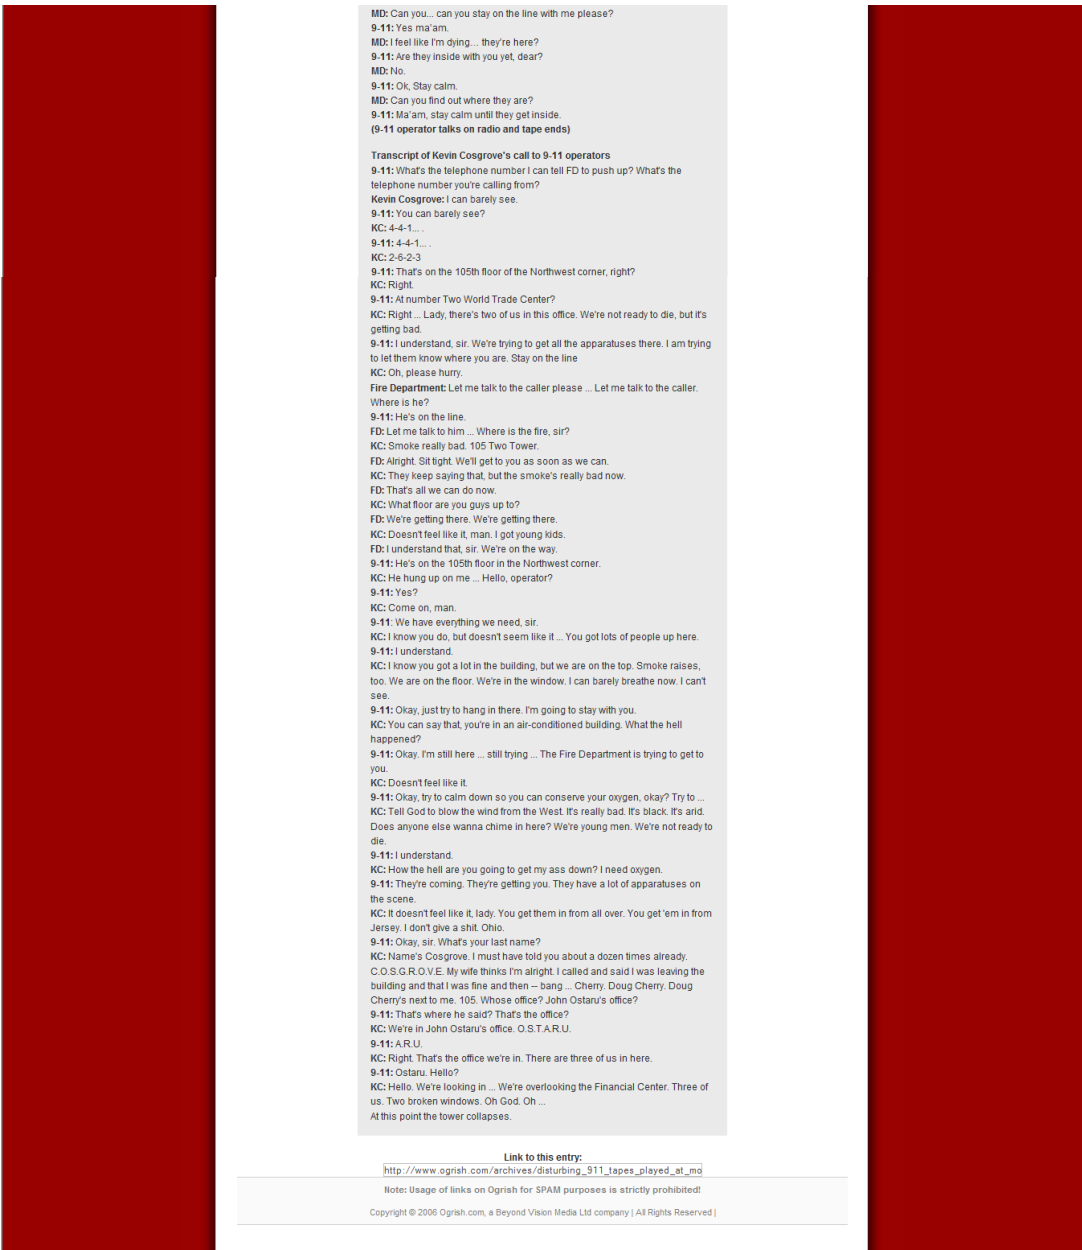 MD: Can you... can you stay on the line with me please?
9-11: Yes ma'am.
MD: I feel like I'm dying... they're here?
9-11: Are they inside with you yet, dear?
MD: No.
9-11: Ok, Stay calm.
MD: Can you find out where they are?
9-11: Ma'am, stay calm until they get inside.
(9-11 operator talks on radio and tape ends)
Transcript of Kevin Cosgrove's call to 9-11 operators
9-11: What's the telephone number I can tell FD to push up? What's the
telephone number you're calling from?
Kevin Cosgrove: I can barely see.
9-11: You can barely see?
KC: 4-4-1... .
9-11: 4-4-1... .
KC: 2-6-2-3
9-11: That's on the 105th floor of the Northwest corner, right?
KC: Right.
9-11: At number Two World Trade Center?
KC: Right ... Lady, there's two of us in this office. We're not ready to die, but it's
getting bad.
9-11: I understand, sir. We're trying to get all the apparatuses there. I am trying
to let them know where you are. Stay on the line
KC: Oh, please hurry.
Fire Department: Let me talk to the caller please ... Let me talk to the caller.
Where is he?
9-11: He's on the line.
FD: Let me talk to him ... Where is the fire, sir?
KC: Smoke really bad. 105 Two Tower.
FD: Alright. Sit tight. We'll get to you as soon as we can.
KC: They keep saying that, but the smoke's really bad now.
FD: That's all we can do now.
KC: What floor are you guys up to?
FD: We're getting there. We're getting there.
KC: Doesn't feel like it, man. I got young kids.
FD: I understand that, sir. We're on the way.
9-11: He's on the 105th floor in the Northwest corner.
KC: He hung up on me ... Hello, operator?
9-11: Yes?
KC: Come on, man.
9-11: We have everything we need, sir.
KC: I know you do, but doesn't seem like it ... You got lots of people up here.
9-11: I understand.
KC: I know you got a lot in the building, but we are on the top. Smoke raises,
too. We are on the floor. We're in the window. I can barely breathe now. I can't
see.
9-11: Okay, just try to hang in there. I'm going to stay with you.
KC: You can say that, you're in an air-conditioned building. What the hell
happened?
9-11: Okay. I'm still here ... still trying ... The Fire Department is trying to get to
you.
KC: Doesn't feel like it.
9-11: Okay, try to calm down so you can conserve your oxygen, okay? Try to ...
KC: Tell God to blow the wind from the West. It's really bad. It's black. It's arid.
Does anyone else wanna chime in here? We're young men. We're not ready to
die.
9-11: I understand.
KC: How the hell are you going to get my ass down? I need oxygen.
9-11: They're coming. They're getting you. They have a lot of apparatuses on
the scene.
KC: It doesn't feel like it, lady. You get them in from all over. You get 'em in from
Jersey. I don't give a shit. Ohio.
9-11: Okay, sir. What's your last name?
KC: Name's Cosgrove. I must have told you about a dozen times already.
C.O.S.G.R.O.V.E. My wife thinks I'm alright. I called and said I was leaving the
building and that I was fine and then -- bang ... Cherry. Doug Cherry. Doug
Cherry's next to me. 105. Whose office? John Ostaru's office?
9-11: That's where he said? That's the office?
KC: We're in John Ostaru's office. O.S.T.A.R.U.
9-11: A.R.U.
KC: Right. That's the office we're in. There are three of us in here.
9-11: Ostaru. Hello?
KC: Hello. We're looking in ... We're overlooking the Financial Center. Three of
us. Two broken windows. Oh God. Oh ...
At this point the tower collapses.
Link to this entry:
http://www.ogrish.com/archives/disturbing_911_tapes_played_at_mo
Note: Usage of links on Ogrish for SPAM purposes is strictly prohibited!
Copyright © 2006 Ogrish.com, a Beyond Vision Media Ltd company | All Rights Reserved |